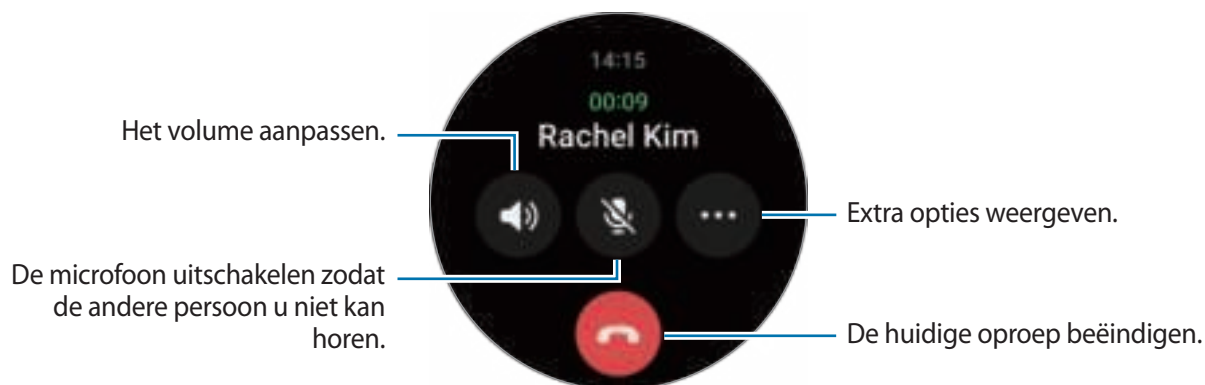 14:15
00:09
Rachel Kim
Het volume aanpassen.
Extra opties weergeven.
De microfoon uitschakelen zodat
de andere persoon u niet kan
horen.
De huidige oproep beëindigen.